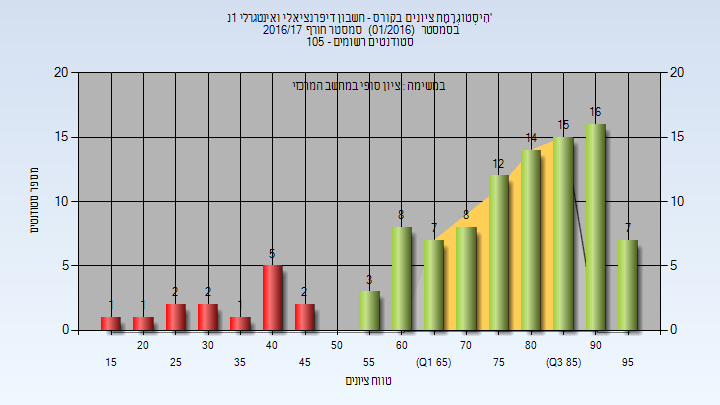 היסטוגרמת ציונים בקורס - חשבון דיפרנציאלי ואינטגרלי 1נ'
בסמסטר (01/2016) סמסטר חורף 2016/17
סטודנטים רשומים - 105
במשימה : ציון סופי במחשב המרכזי
מספר סטודנטים
20
15
10
5
0
20
15
10
5
0
1 1 2 2 1 5 2 3 8 7 8 12 14 15 16 7
20 30 40 50 60 70 80 90
15 25 35 45 55 (Q1 65) 75 (Q3 85) 95
טווח ציונים